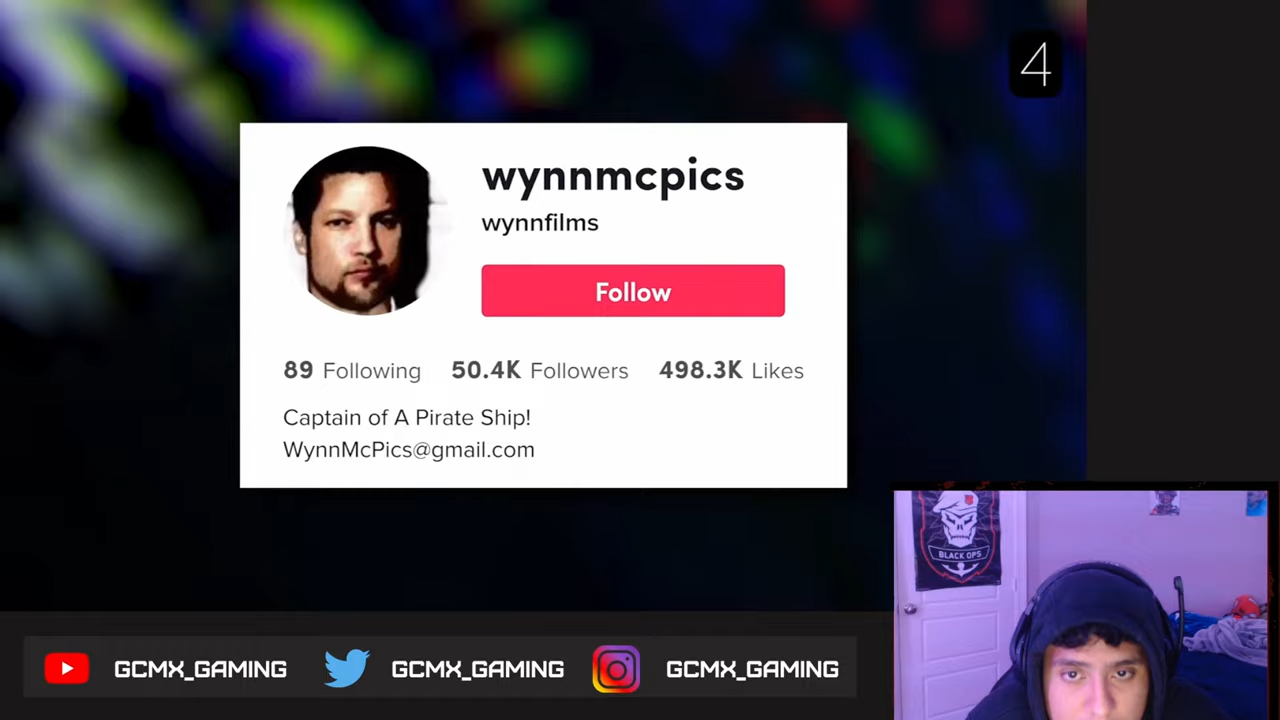 4
wynnmcpics
wynnfilms
Follow
89 Following 50.4K Followers 498.3K Likes
Captain of A Pirate Ship!
WynnMcPics@gmail.com
BLACK OPS
GCMX_GAMING GCMX_GAMING GCMX_GAMING